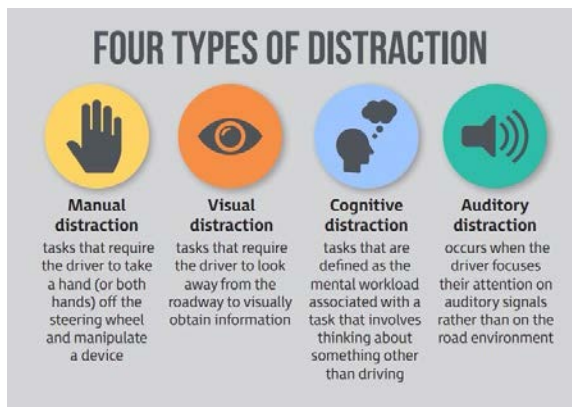 FOUR TYPES OF DISTRACTION
Manual
distraction
tasks that require
the driver to take
a hand (or both
hands) off the
steering wheel
and manipulate
a device
Visual
distraction
tasks that require
the driver to look
away from the
roadway to visually
obtain information
Cognitive
distraction
tasks that are
defined as the
mental workload
associated with a
task that involves
thinking about
something other
than driving
Auditory
distraction
occurs when the
driver focuses
their attention on
auditory signals
rather than on the
road environment